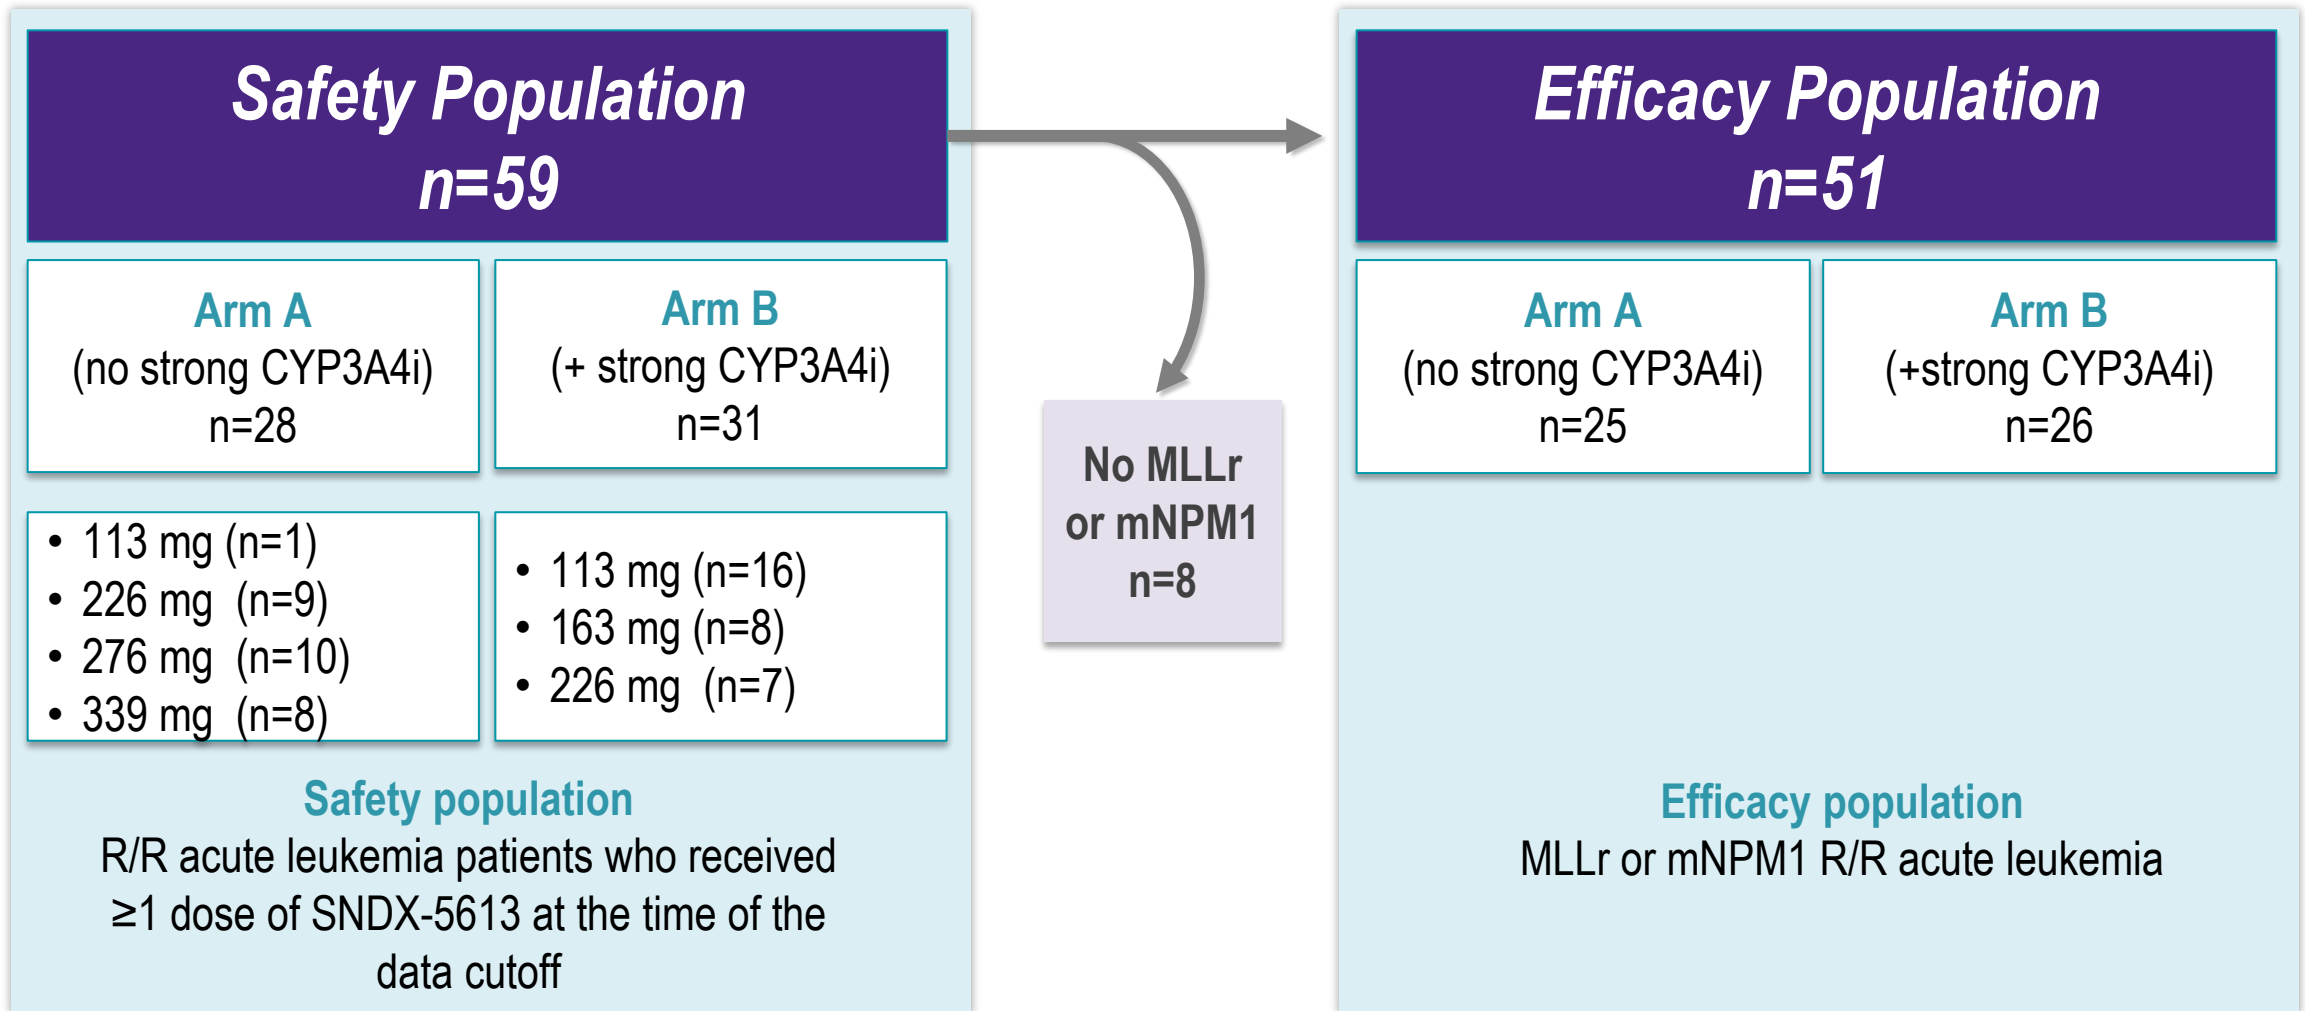 Safety Population
n=59
Arm A
(no strong CYP3A4i)
n=28
Arm B
(+ strong CYP3A4i)
n=31
• 113 mg (n=1)
• 226 mg (n=9)
• 276 mg (n=10)
• 339 mg (n=8)
• 113 mg (n=16)
• 163 mg (n=8)
• 226 mg (n=7)
Safety population
R/R acute leukemia patients who received
≥1 dose of SNDX-5613 at the time of the
data cutoff
No MLLr
or mNPM1
n=8
Efficacy Population
n=51
Arm A
(no strong CYP3A4i)
n=25
Arm B
(+strong CYP3A4i)
n=26
Efficacy population
MLLr or mNPM1 R/R acute leukemia